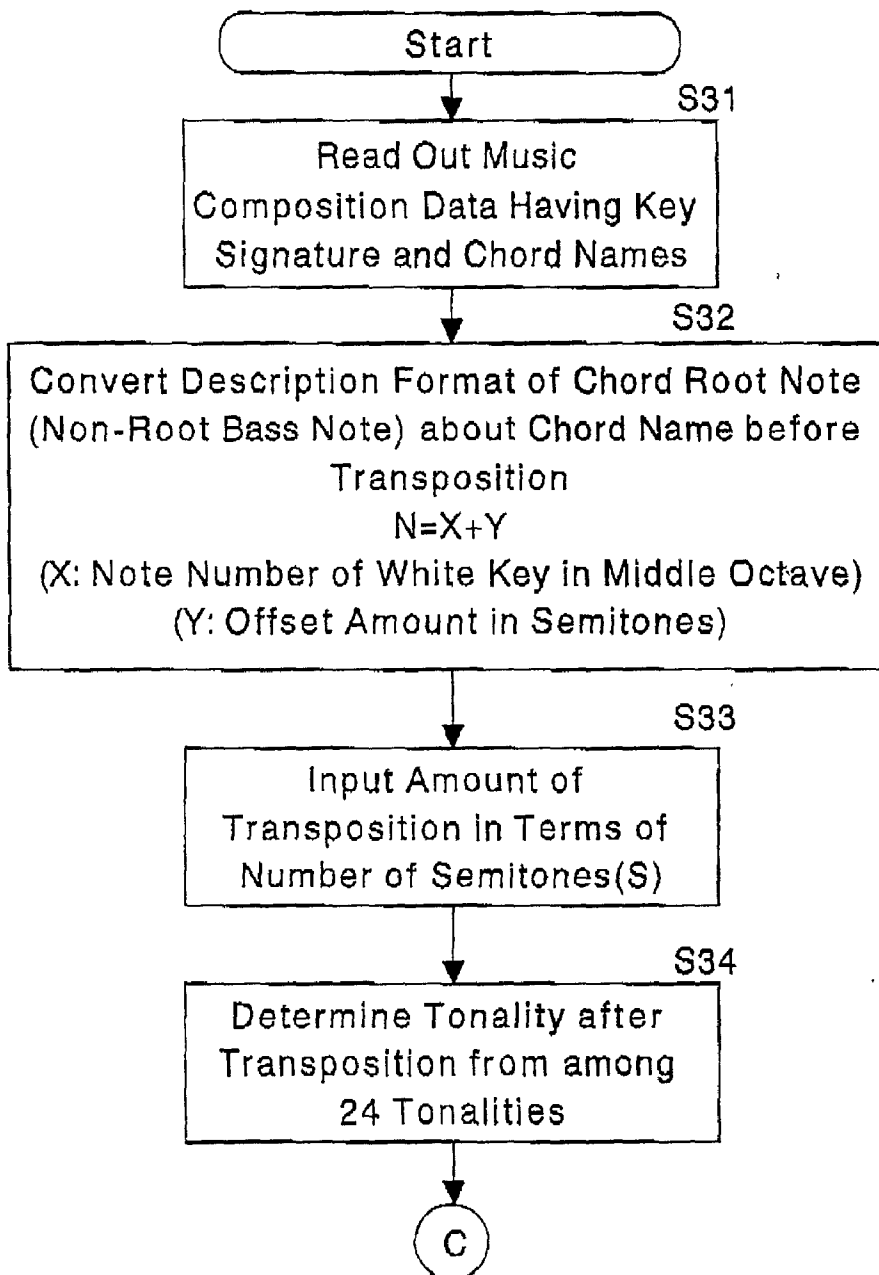 Start
S31
Read Out Music
Composition Data Having Key
Signature and Chord Names
S32
Convert Description Format of Chord Root Note
(Non-Root Bass Note) about Chord Name before
Transposition
N=X+Y
(X: Note Number of White Key in Middle Octave)
(Y: Offset Amount in Semitones)
S33
Input Amount of
Transposition in Terms of
Number of Semitones(S)
S34
Determine Tonality after
Transposition from among
24 Tonalities
C